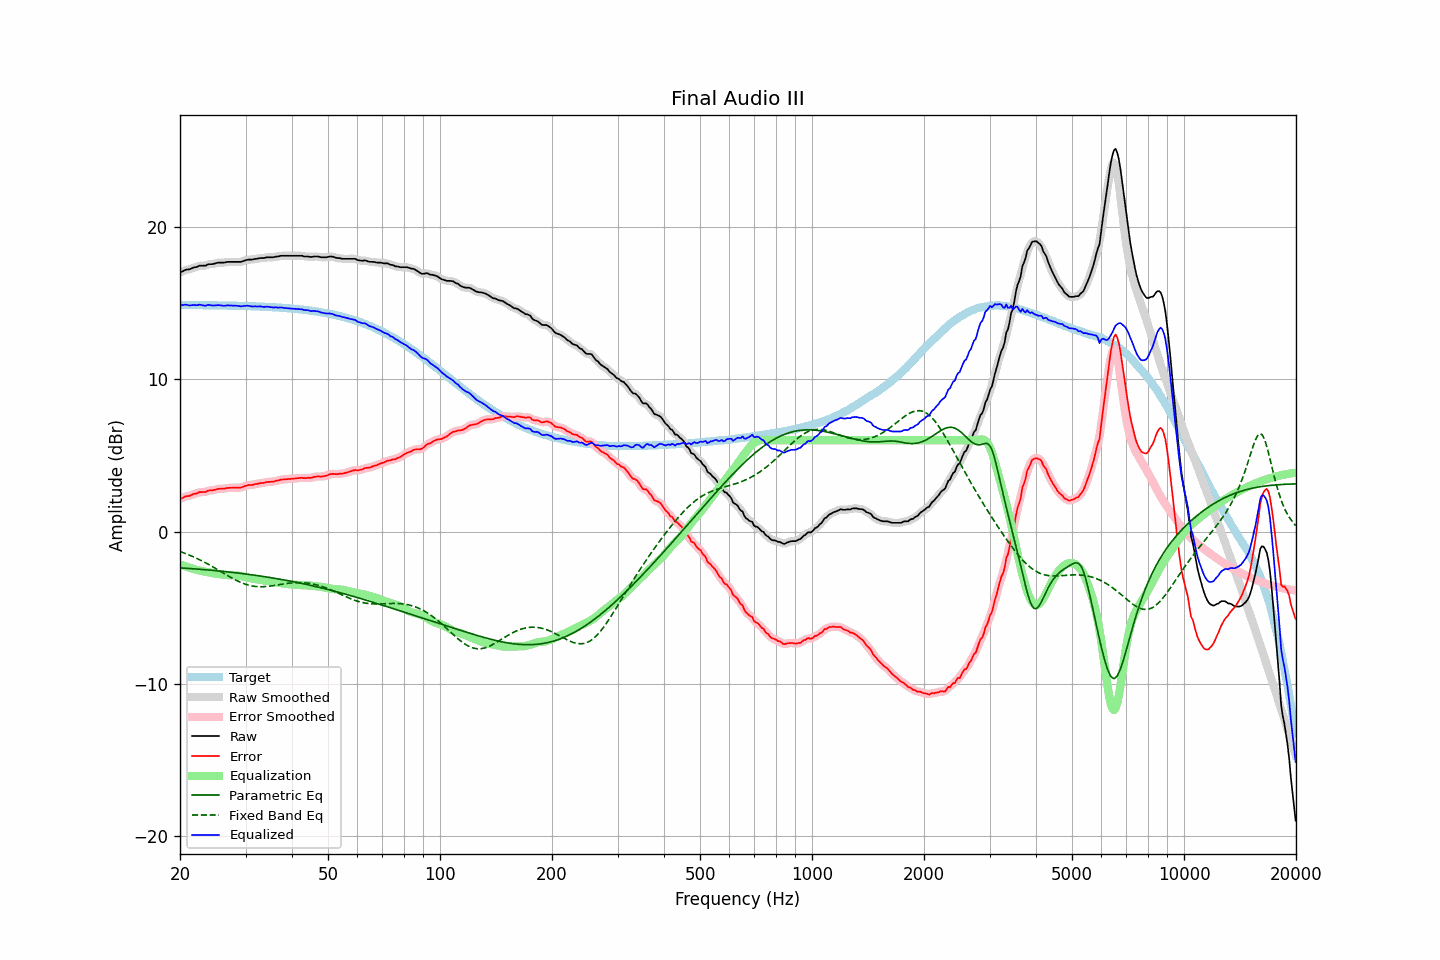 Final Audio III
Amplitude (dBr)
20
10
0
−10
−20
Target
Raw Smoothed
Error Smoothed
Raw
Error
Equalization
Parametric Eq
Fixed Band Eq
Equalized
20 50 100 200 500 1000 2000 5000 10000 20000
Frequency (Hz)